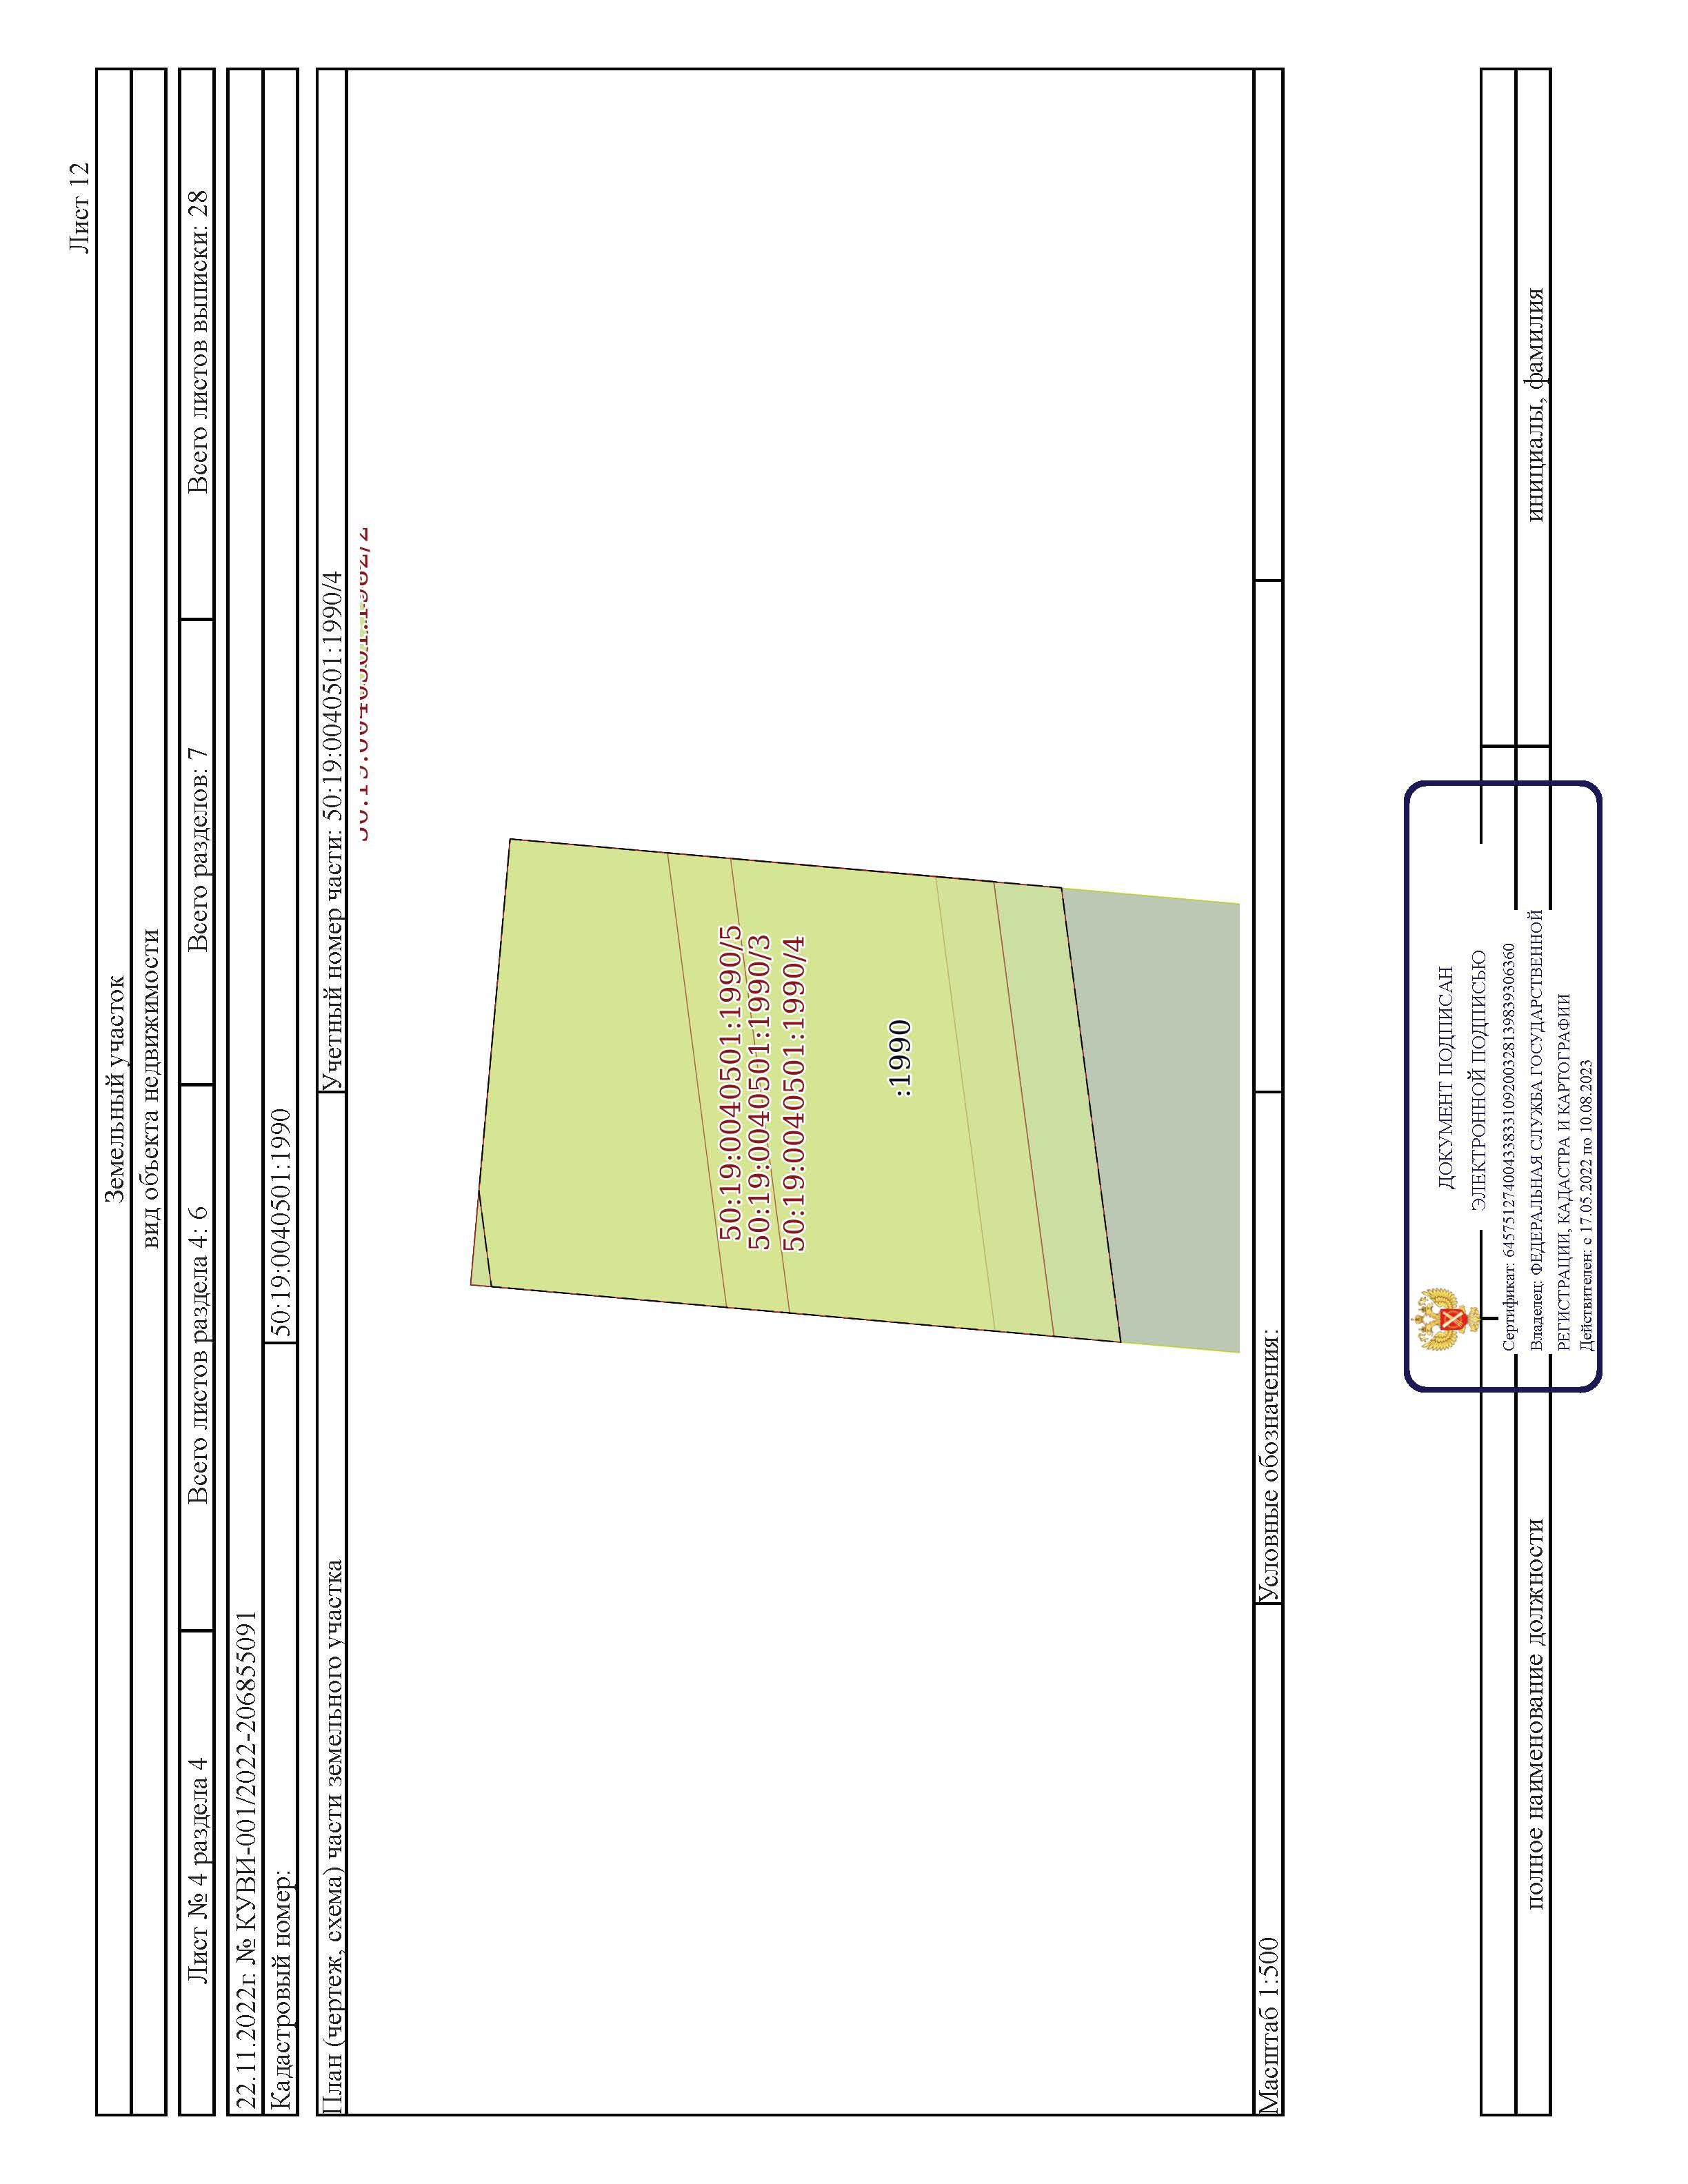 Лист 12
Земельный участок
вид объекта недвижимости
Лист № 4 раздела 4
Всего листов раздела 4: 6
Всего разделов: 7
Всего листов выписки: 28
22.11.2022г. № КУВИ-001/2022-206855091
Кадастровый номер:
50:19:0040501:1990
План (чертеж, схема) части земельного участка
Учетный номер части: 50:19:0040501:1990/4
50:19:0040501:1990/5
50:19:0040501:1990/3
50:19:0040501:1990/4
:1990
Масштаб 1:500
Условные обозначения:
ДОКУМЕНТ ПОДПИСАН
ЭЛЕКТРОННОЙ ПОДПИСЬЮ
Сертификат: 64575127400433833109200328139839306360
Владелец: ФЕДЕРАЛЬНАЯ СЛУЖБА ГОСУДАРСТВЕННОЙ
РЕГИСТРАЦИИ, КАДАСТРА И КАРТОГРАФИИ
Действителен: с 17.05.2022 по 10.08.2023
полное наименование должности
инициалы, фамилия